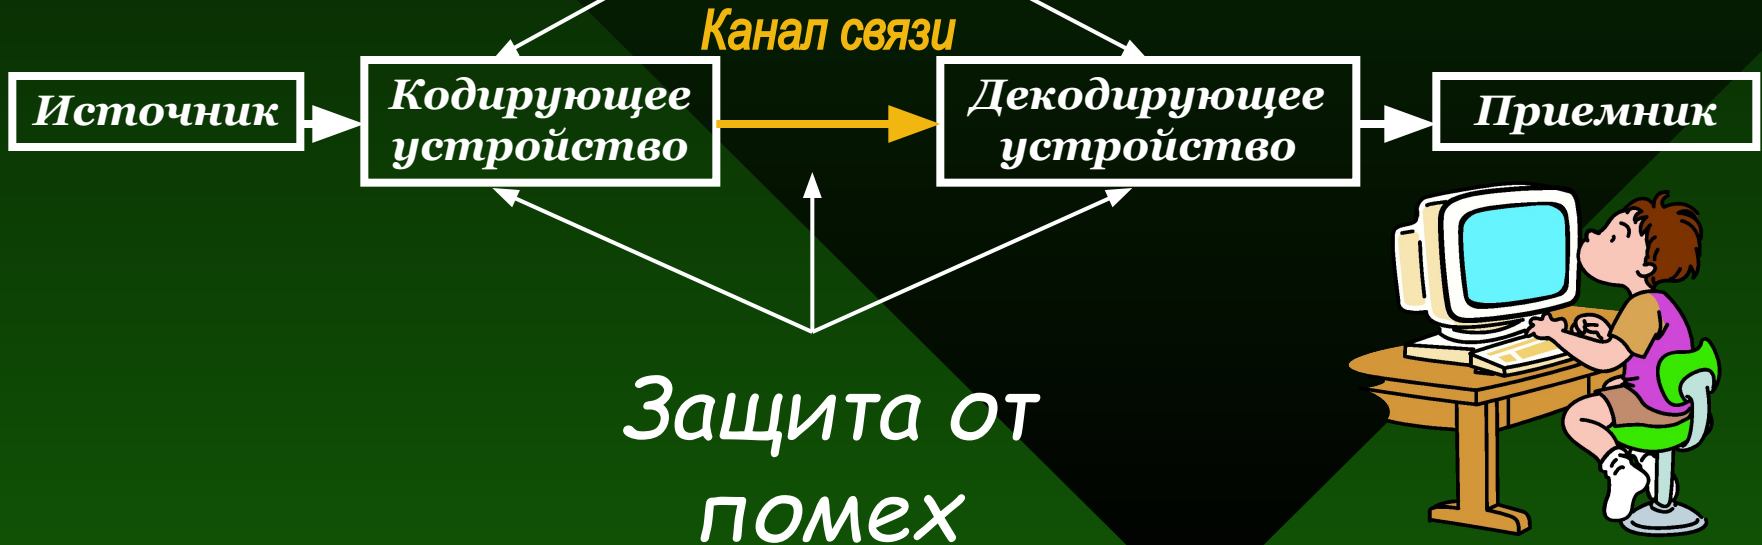 Канал связи
Источник
Кодирующее
устройство
Декодирующее
устройство
Приемник
Защита от
помех